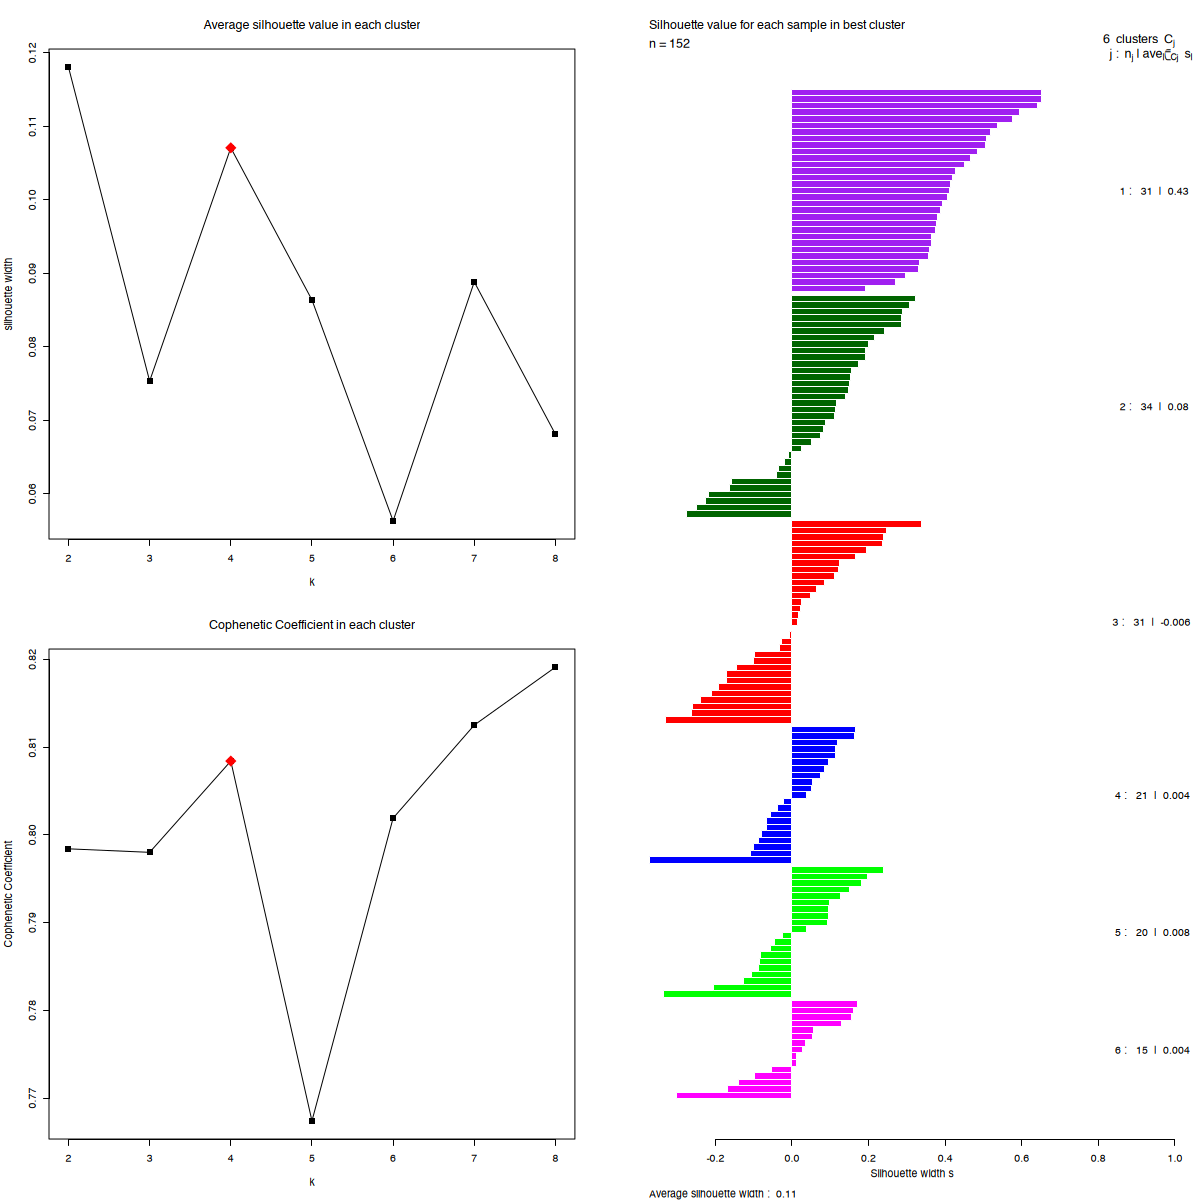 Average silhouette value in each cluster
0.12
0.11
0.10
0.09
0.08
0.07
0.06
silhouette width
2 3 4 5 6 7 8
k
Cophenetic Coefficient in each cluster
0.82
0.81
0.80
0.79
0.78
0.77
Cophenetic Coefficient
2 3 4 5 6 7 8
k
Silhouette value for each sample in best cluster
n = 152
6 clusters Cj
j : nj | avei∈Cj si
1 : 31 | 0.43
2 : 34 | 0.08
3 : 31 | -0.006
4 : 21 | 0.004
5 : 20 | 0.008
6 : 15 | 0.004
-0.2 0.0 0.2 0.4 0.6 0.8 1.0
Silhouette width s
Average silhouette width : 0.11